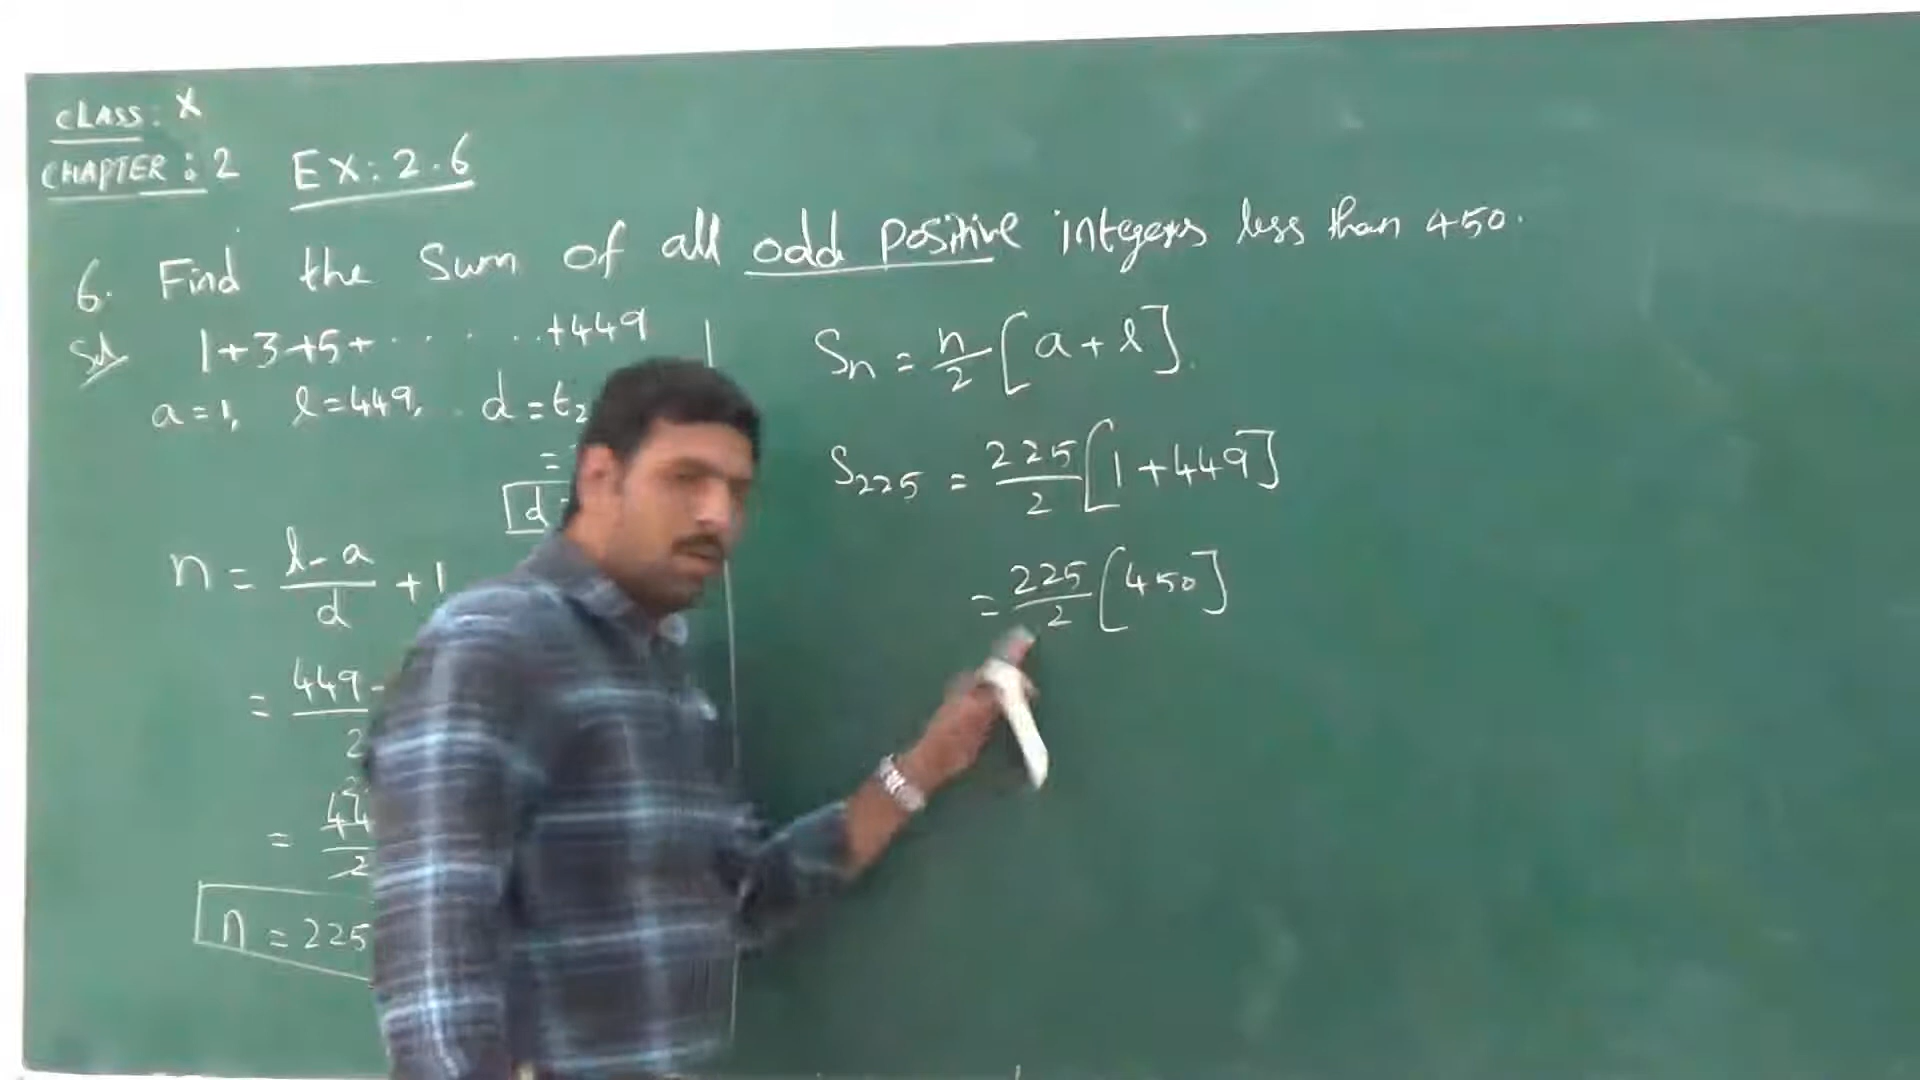 CLASS: X
CHAPTER: 2 EX: 2.6
6. Find the Sum of all odd positive integers less than 450.
Sol 1+3+5+ . . . . . . +449
a=1, l=449, d=t₂
=
d
n = (l-a)/d + 1
= 449 - / 2
=
n = 225
Sn = n/2 [a+l].
S₂₂₅ = 225/2 [1+449]
= 225/2 [450]